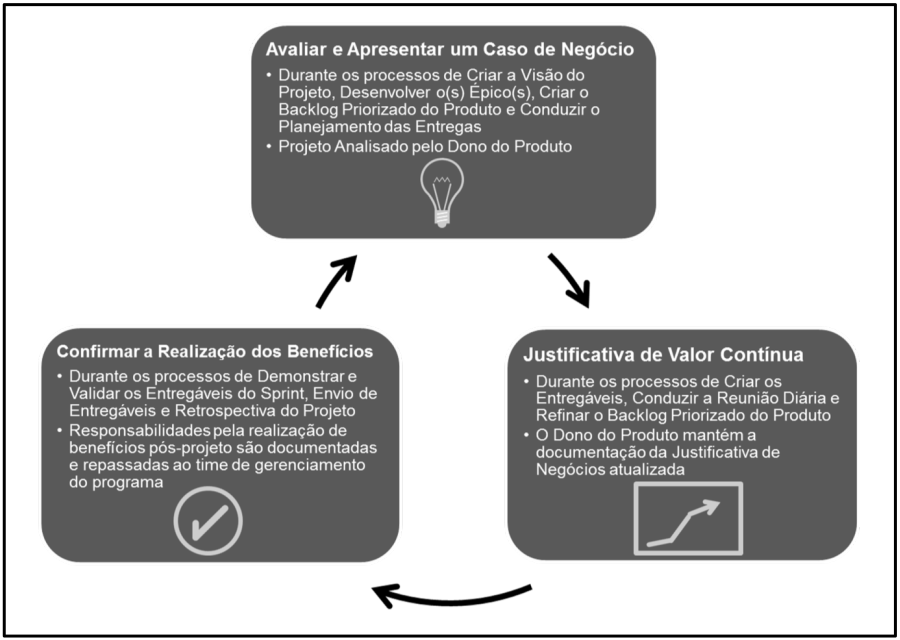 Avaliar e Apresentar um Caso de Negócio
• Durante os processos de Criar a Visão do
Projeto, Desenvolver o(s) Épico(s), Criar o
Backlog Priorizado do Produto e Conduzir o
Planejamento das Entregas
• Projeto Analisado pelo Dono do Produto
Confirmar a Realização dos Benefícios
• Durante os processos de Demonstrar e
Validar os Entregáveis do Sprint, Envio de
Entregáveis e Retrospectiva do Projeto
• Responsabilidades pela realização de
benefícios pós-projeto são documentadas
e repassadas ao time de gerenciamento
do programa
Justificativa de Valor Contínua
• Durante os processos de Criar os
Entregáveis, Conduzir a Reunião Diária e
Refinar o Backlog Priorizado do Produto
• O Dono do Produto mantém a
documentação da Justificativa de
Negócios atualizada